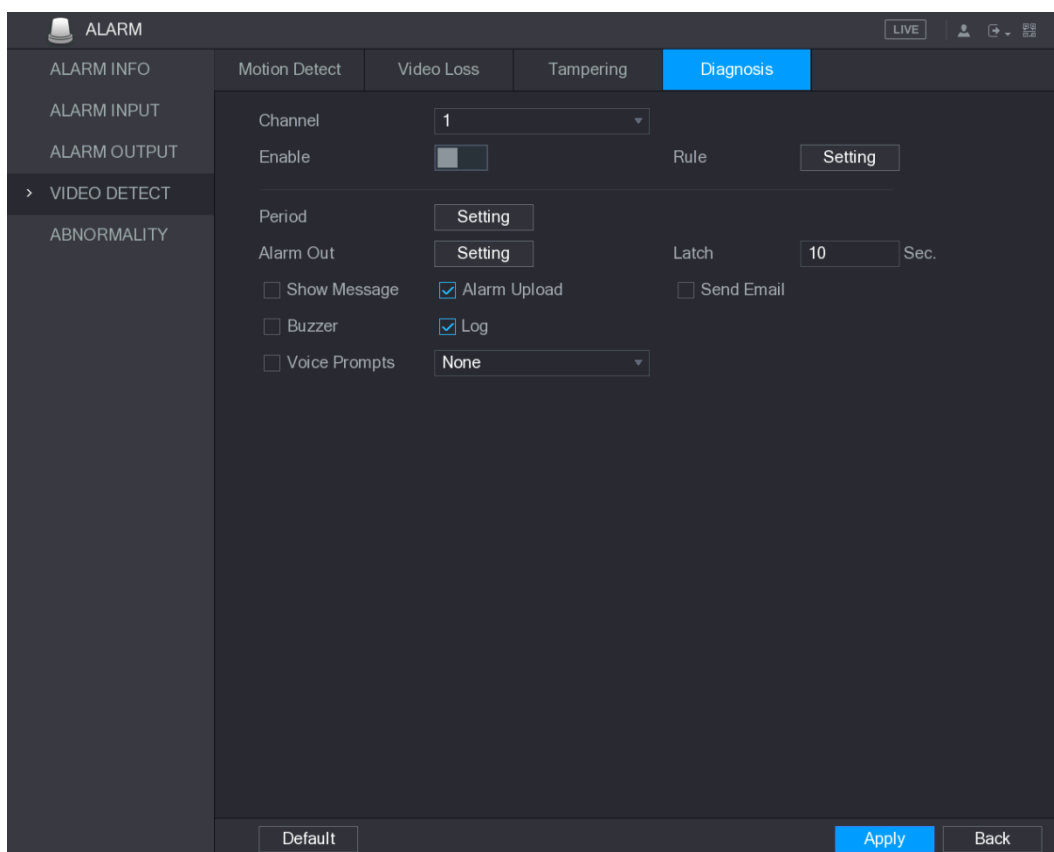 ALARM LIVE
ALARM INFO
ALARM INPUT
ALARM OUTPUT
> VIDEO DETECT
ABNORMALITY
Motion Detect Video Loss Tampering Diagnosis
Channel 1
Enable Rule Setting
Period Setting
Alarm Out Setting Latch 10 Sec.
Show Message Alarm Upload Send Email
Buzzer Log
Voice Prompts None
Default Apply Back